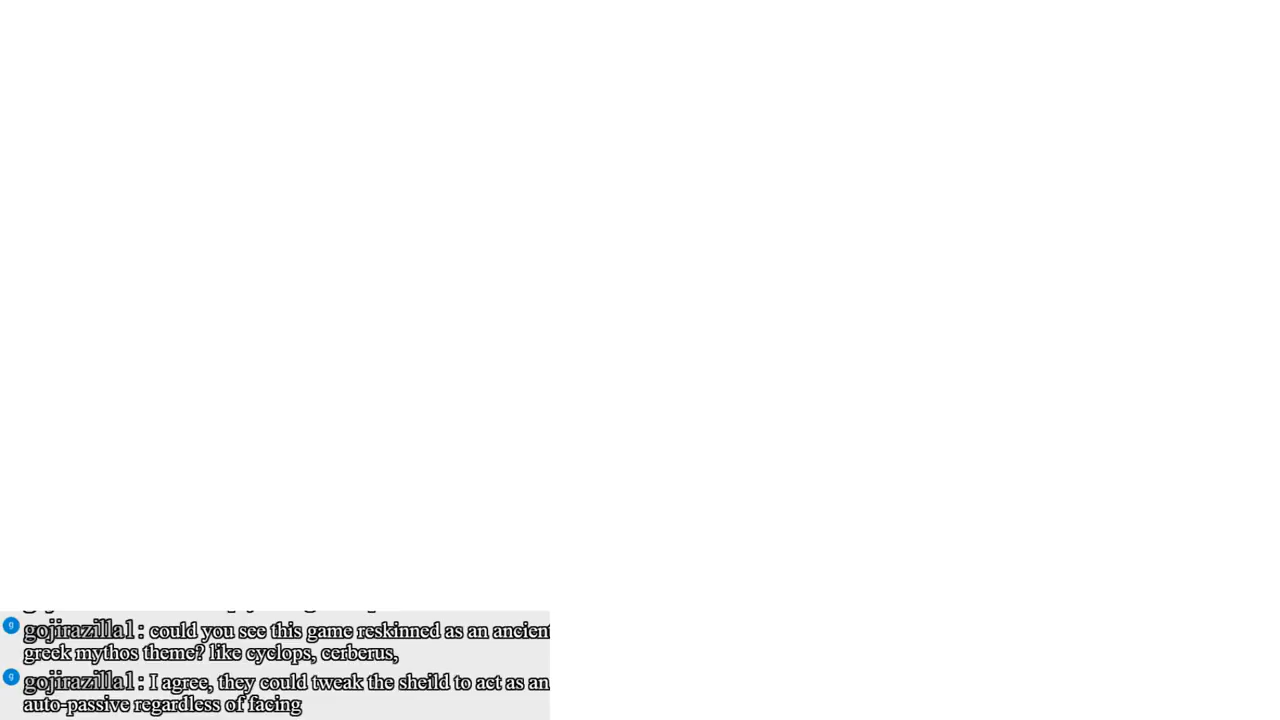 g
gojirazilla1: could you see this game reskinned as an ancient
greek mythos theme? like cyclops, cerberus,
g
gojirazilla1: I agree, they could tweak the sheild to act as an
auto-passive regardless of facing